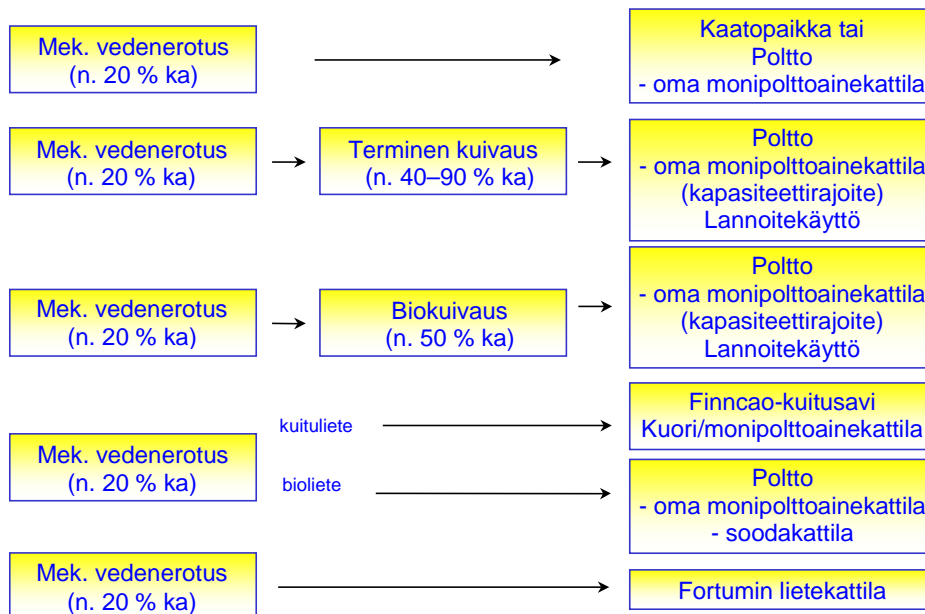 Mek. vedenerotus
(n. 20 % ka)
Kaatopaikka tai
Poltto
- oma monipolttoainekattila
Mek. vedenerotus
(n. 20 % ka)
Terminen kuivaus
(n. 40–90 % ka)
Poltto
- oma monipolttoainekattila
(kapasiteettirajoite)
Lannoitekäyttö
Mek. vedenerotus
(n. 20 % ka)
Biokuivaus
(n. 50 % ka)
Poltto
- oma monipolttoainekattila
(kapasiteettirajoite)
Lannoitekäyttö
Mek. vedenerotus
(n. 20 % ka)
kuituliete
Finncao-kuitusavi
Kuori/monipolttoainekattila
bioliete
Poltto
- oma monipolttoainekattila
- soodakattila
Mek. vedenerotus
(n. 20 % ka)
Fortumin lietekattila